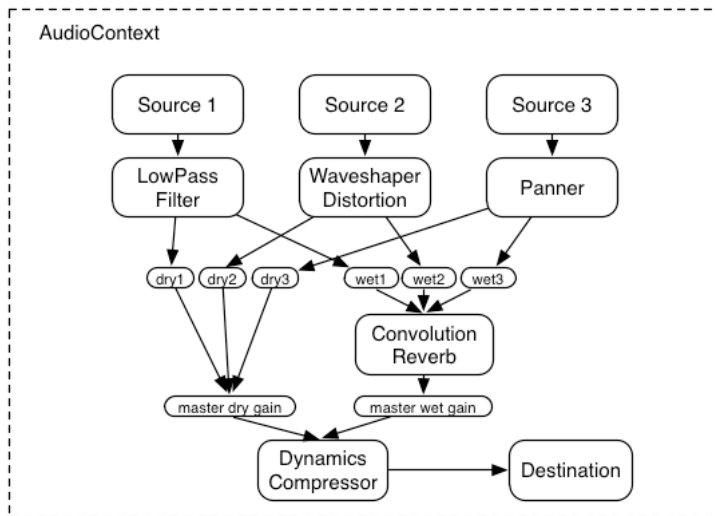 AudioContext
Source 1
Source 2
Source 3
LowPass
Filter
Waveshaper
Distortion
Panner
dry1
dry2
dry3
wet1
wet2
wet3
Convolution
Reverb
master dry gain
master wet gain
Dynamics
Compressor
Destination